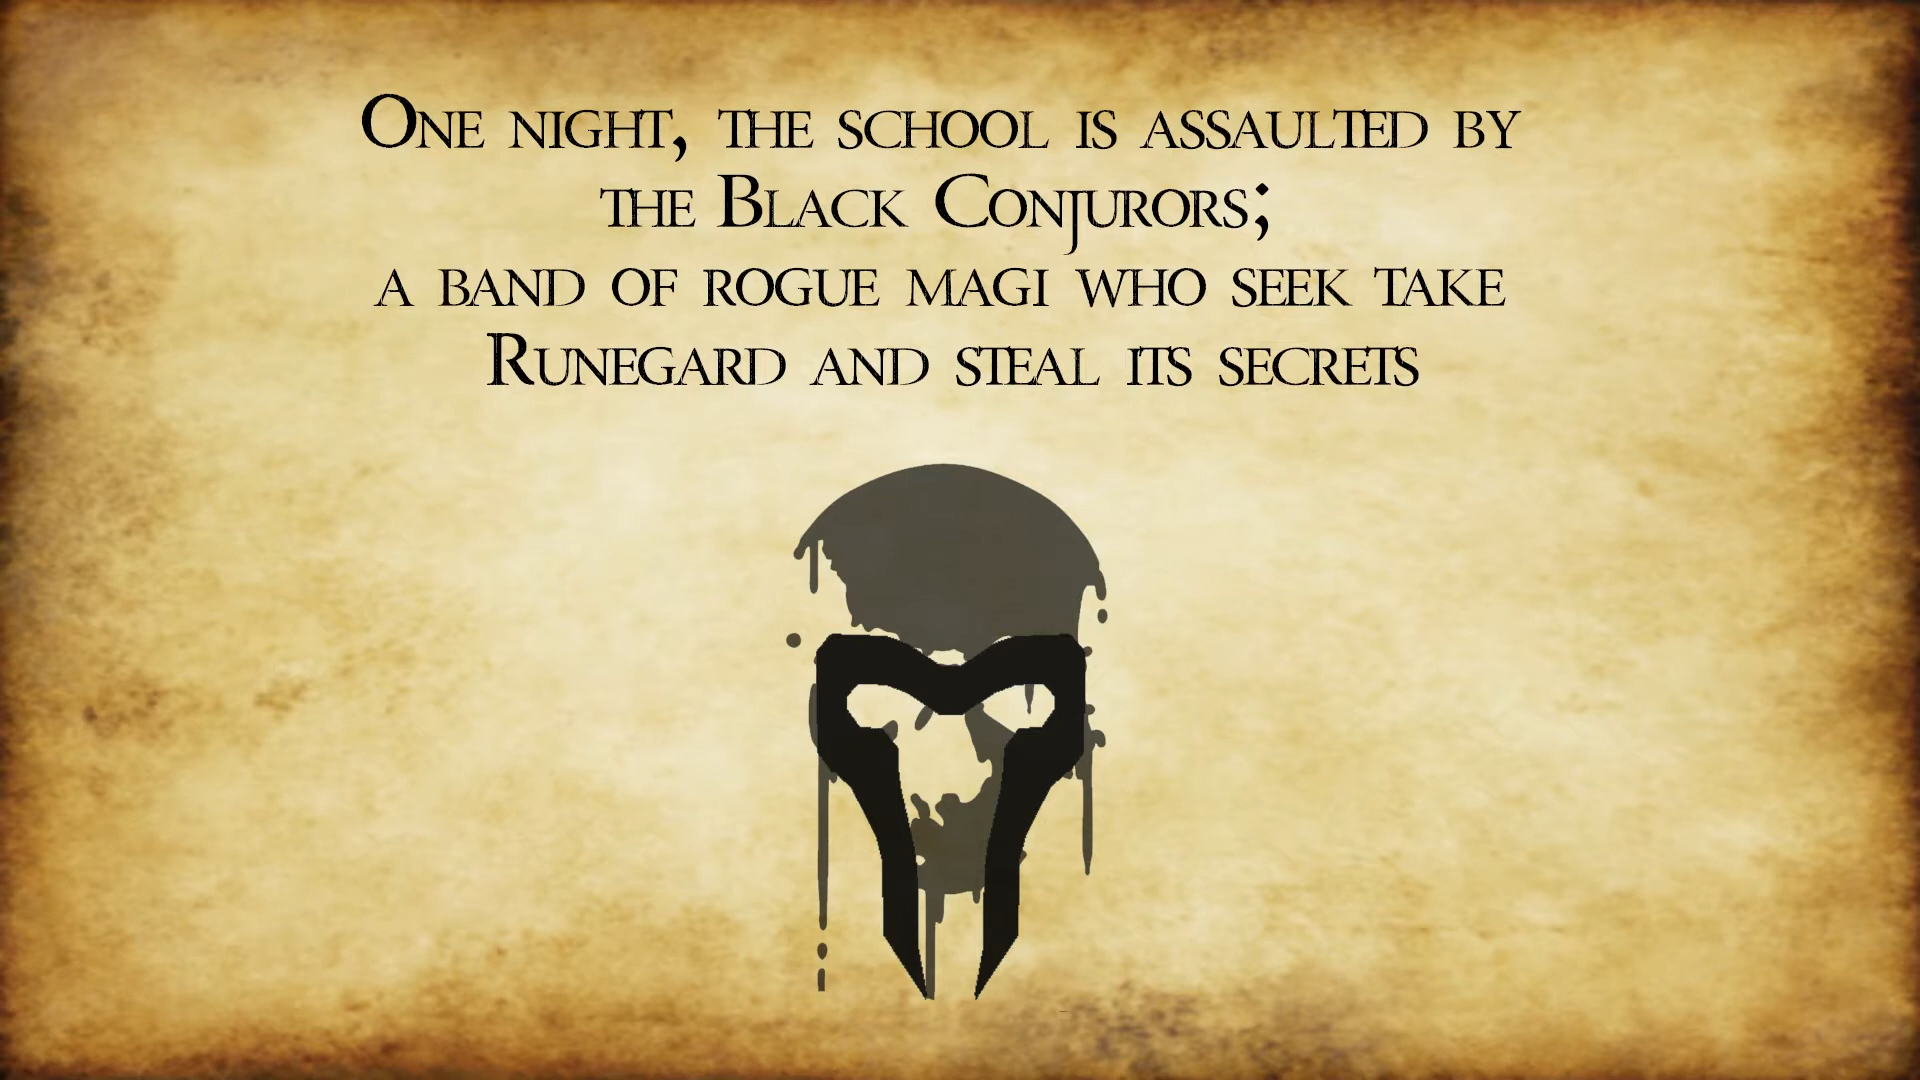 One night, the school is assaulted by
the Black Conjurors;
a band of rogue magi who seek take
Runegard and steal its secrets